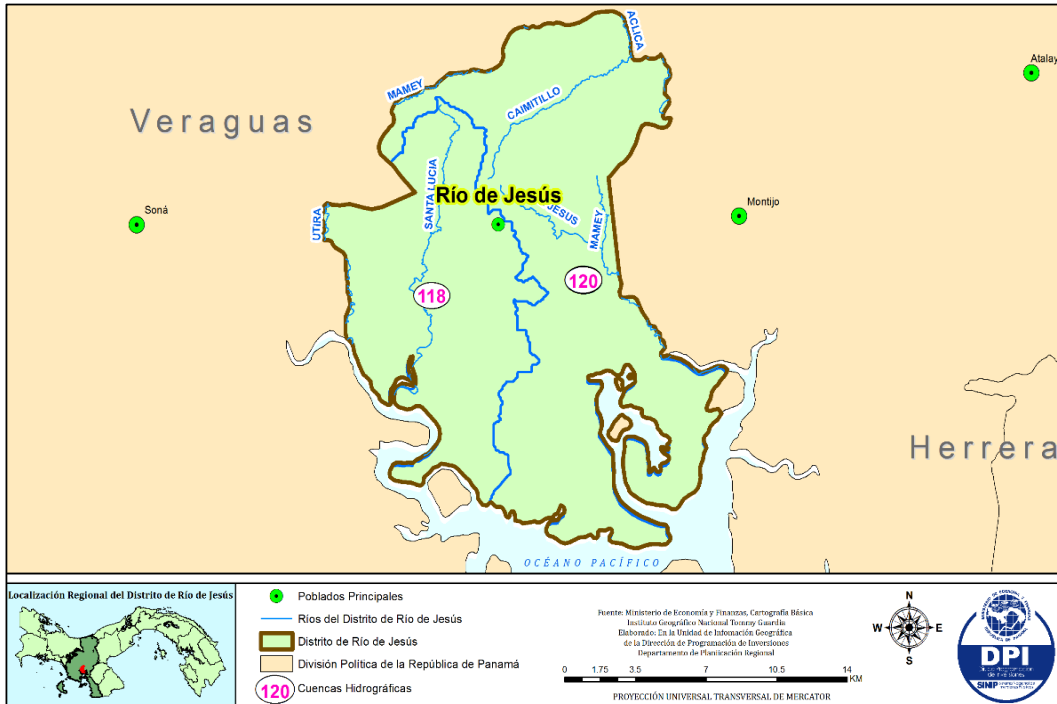 ACLICA
Atalay
MAMEY
CAIMITILLO
Veraguas
SANTA LUCIA
Río de Jesús
Soná
UTIRA
JESUS
MAMEY
Montijo
118
120
Herrera
OCÉANO PACÍFICO
Localización Regional del Distrito de Río de Jesús
Poblados Principales
Ríos del Distrito de Río de Jesús
Distrito de Río de Jesús
División Política de la República de Panamá
120 Cuencas Hidrográficas
Fuente: Ministerio de Economía y Finanzas, Cartografía Básica
Instituto Geográfico Nacional Tommy Guardia
Elaborado: En la Unidad de Infomación Geográfica
de la Dirección de Programación de Inversiones
Departamento de Planificación Regional
0 1.75 3.5 7 10.5 14
KM
PROYECCIÓN UNIVERSAL TRANSVERSAL DE MERCATOR
N
W E
S
DPI
SINIP